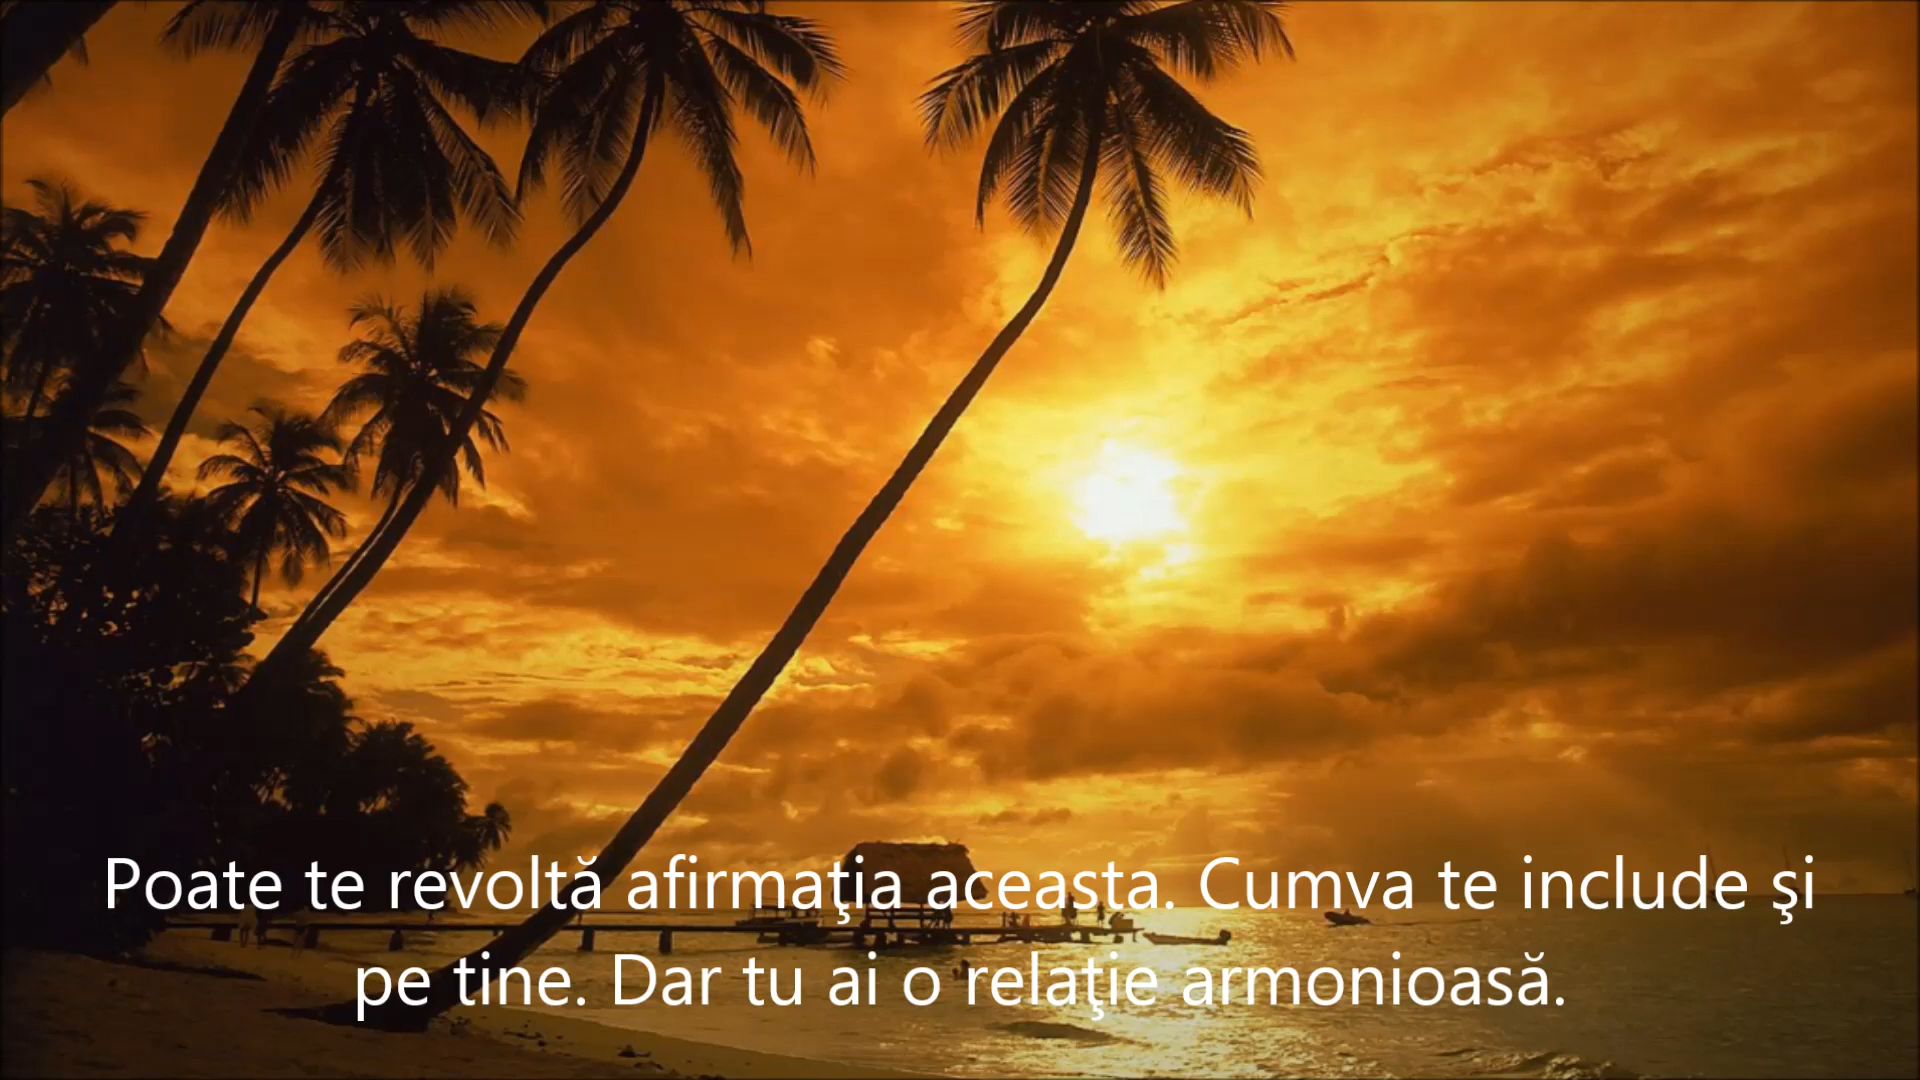 Poate te revoltă afirmaţia aceasta. Cumva te include şi
pe tine. Dar tu ai o relaţie armonioasă.